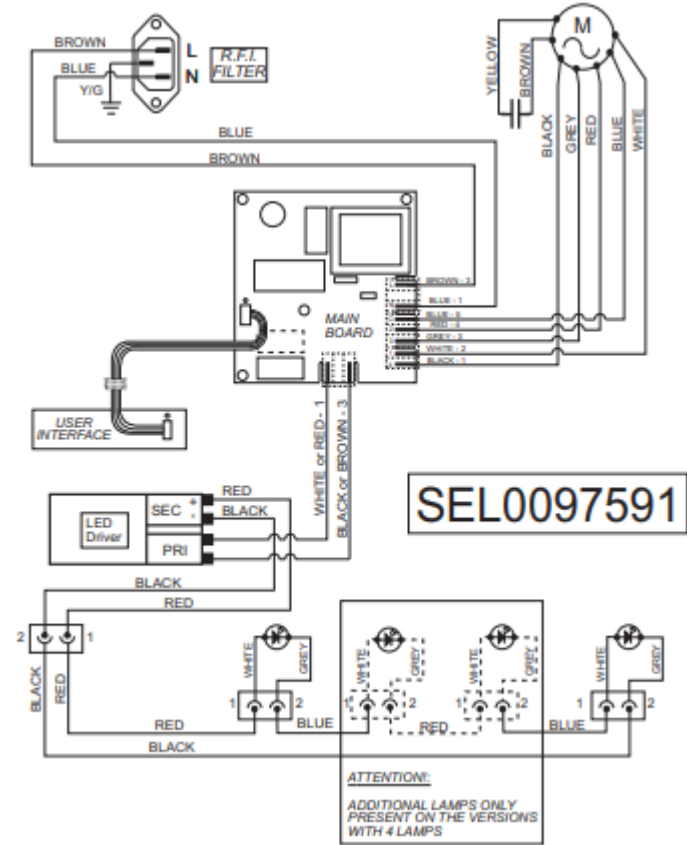 BROWN
L
R.F.I.
FILTER
BLUE
N
Y/G
M
YELLOW
BROWN
BLACK
GREY
RED
BLUE
WHITE
BLUE
BROWN
BROWN - 3
BLUE - 1
BLUE - 5
RED - 4
GREY - 3
WHITE - 2
BLACK - 1
MAIN
BOARD
*
USER
INTERFACE
*
WHITE or RED - 1
BLACK or BROWN - 3
SEL0097591
LED
Driver
SEC
+
-
PRI
RED
BLACK
BLACK
RED
2
1
BLACK
RED
WHITE
GREY
1
2
WHITE
GREY
1
2
WHITE
GREY
1
2
WHITE
GREY
1
2
RED
BLUE
RED
BLUE
BLACK
ATTENTION!:
ADDITIONAL LAMPS ONLY
PRESENT ON THE VERSIONS
WITH 4 LAMPS